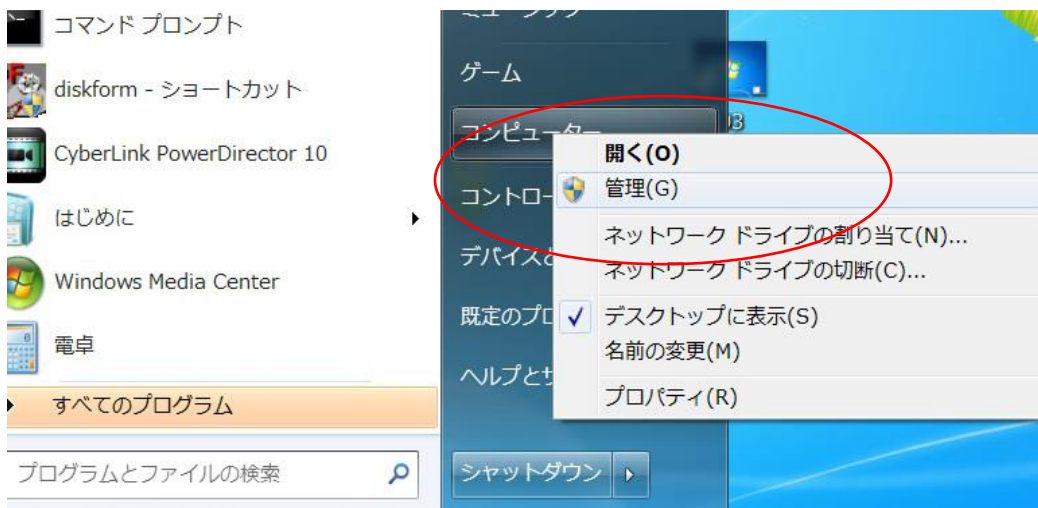 コマンド プロンプト
diskform - ショートカット
CyberLink PowerDirector 10
はじめに
Windows Media Center
電卓
すべてのプログラム
プログラムとファイルの検索
ゲーム
コンピューター
コントロー
デバイスと
既定のプロ
ヘルプとサ
シャットダウン
03
開く(O)
管理(G)
ネットワーク ドライブの割り当て(N)...
ネットワーク ドライブの切断(C)...
デスクトップに表示(S)
名前の変更(M)
プロパティ(R)